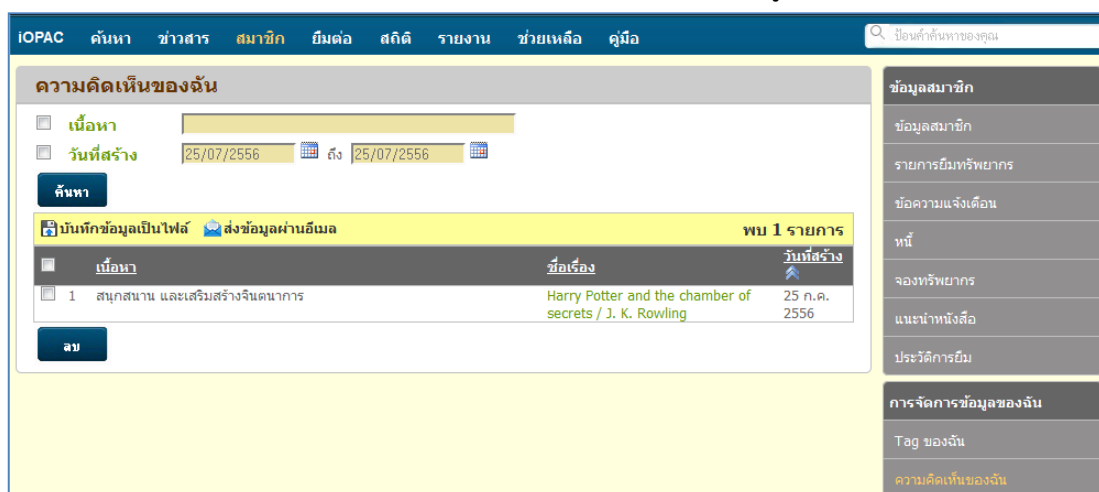 iOPAC ค้นหา ข่าวสาร สมาชิก ยืมต่อ สถิติ รายงาน ช่วยเหลือ คู่มือ ป้อนคำค้นหาของคุณ
ความคิดเห็นของฉัน
เนื้อหา
วันที่สร้าง 25/07/2556 ถึง 25/07/2556
ค้นหา
บันทึกข้อมูลเป็นไฟล์ ส่งข้อมูลผ่านอีเมล พบ 1 รายการ
เนื้อหา ชื่อเรื่อง วันที่สร้าง
1 สนุกสนาน และเสริมสร้างจินตนาการ Harry Potter and the chamber of 25 ก.ค.
secrets / J. K. Rowling 2556
ลบ
ข้อมูลสมาชิก
ข้อมูลสมาชิก
รายการยืมทรัพยากร
ข้อความแจ้งเตือน
หนี้
จองทรัพยากร
แนะนำหนังสือ
ประวัติการยืม
การจัดการข้อมูลของฉัน
Tag ของฉัน
ความคิดเห็นของฉัน